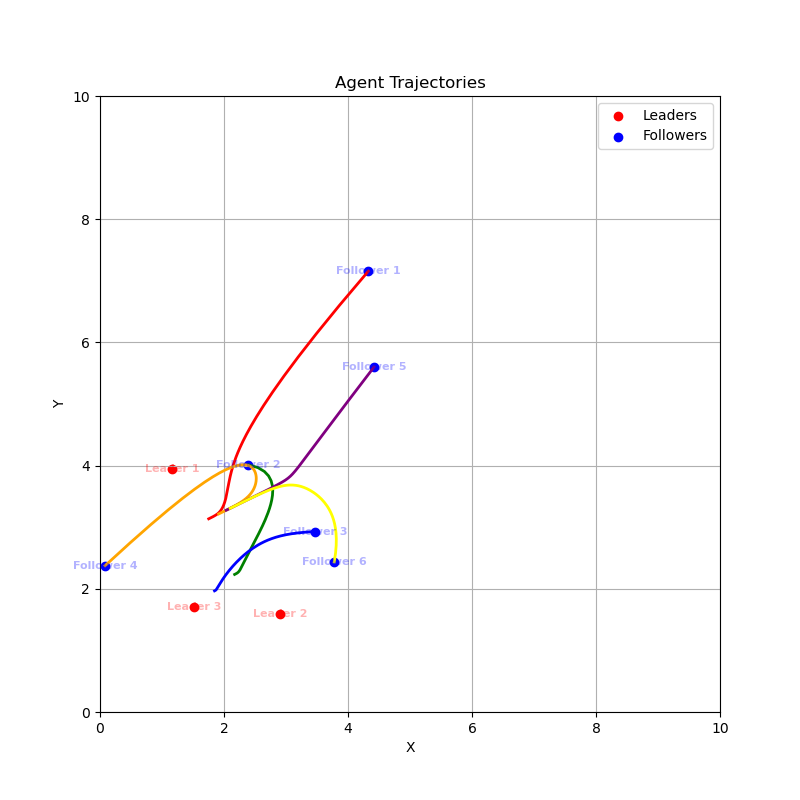 Agent Trajectories
10
Leaders
Followers
8
Follower 1
6
Follower 5
Y
4
Leader 1
Follower 2
Follower 3
Follower 4
Follower 6
2
Leader 3
Leader 2
0
0
2
4
6
8
10
X